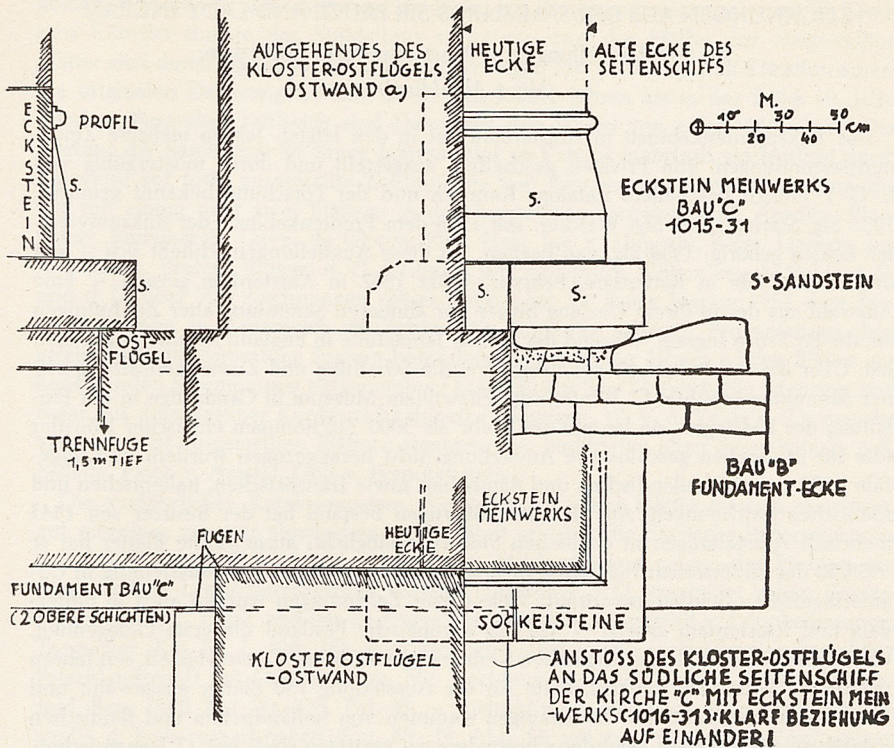 AUFGEHENDES DES
KLOSTER-OSTFLÜGELS
OSTWAND a)
HEUTIGE
ECKE
ALTE ECKE DES
SEITENSCHIFFS
ECKSTEIN
PROFIL
S.
S.
M.
10 30 50 cm
20 40
ECKSTEIN MEINWERKS
BAU "C"
1015-31
S=SANDSTEIN
S.
S.
S.
OST-
FLÜGEL
TRENNFUGE
1,5 m TIEF
BAU "B"
FUNDAMENT-ECKE
FUGEN
HEUTIGE
ECKE
ECKSTEIN
MEINWERKS
FUNDAMENT BAU "C"
(2 OBERE SCHICHTEN)
SOCKELSTEINE
KLOSTER OSTFLÜGEL
-OSTWAND
ANSTOSS DES KLOSTER-OSTFLÜGELS
AN DAS SÜDLICHE SEITENSCHIFF
DER KIRCHE "C" MIT ECKSTEIN MEIN
-WERKS (1016-31): KLARE BEZIEHUNG
AUF EINANDER!